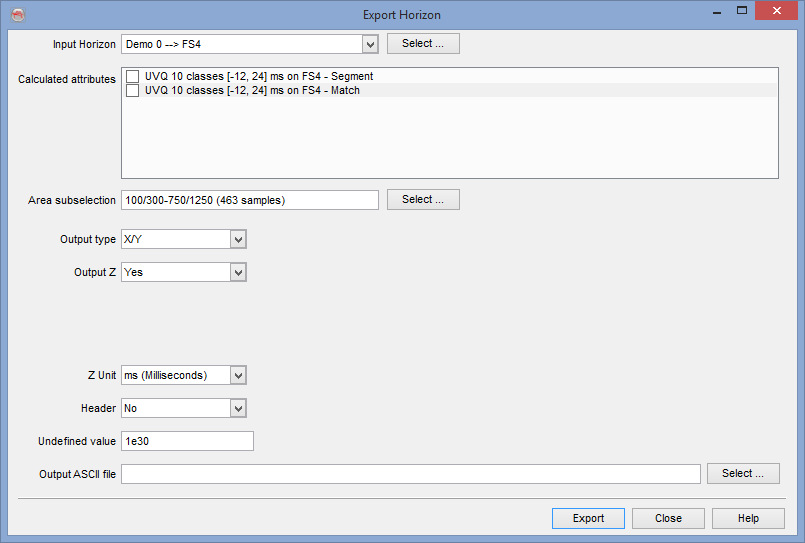 Export Horizon
Input Horizon Demo 0 --> FS4 Select ...
Calculated attributes UVQ 10 classes [-12, 24] ms on FS4 - Segment
UVQ 10 classes [-12, 24] ms on FS4 - Match
Area subselection 100/300-750/1250 (463 samples) Select ...
Output type X/Y
Output Z Yes
Z Unit ms (Milliseconds)
Header No
Undefined value 1e30
Output ASCII file Select ...
Export Close Help